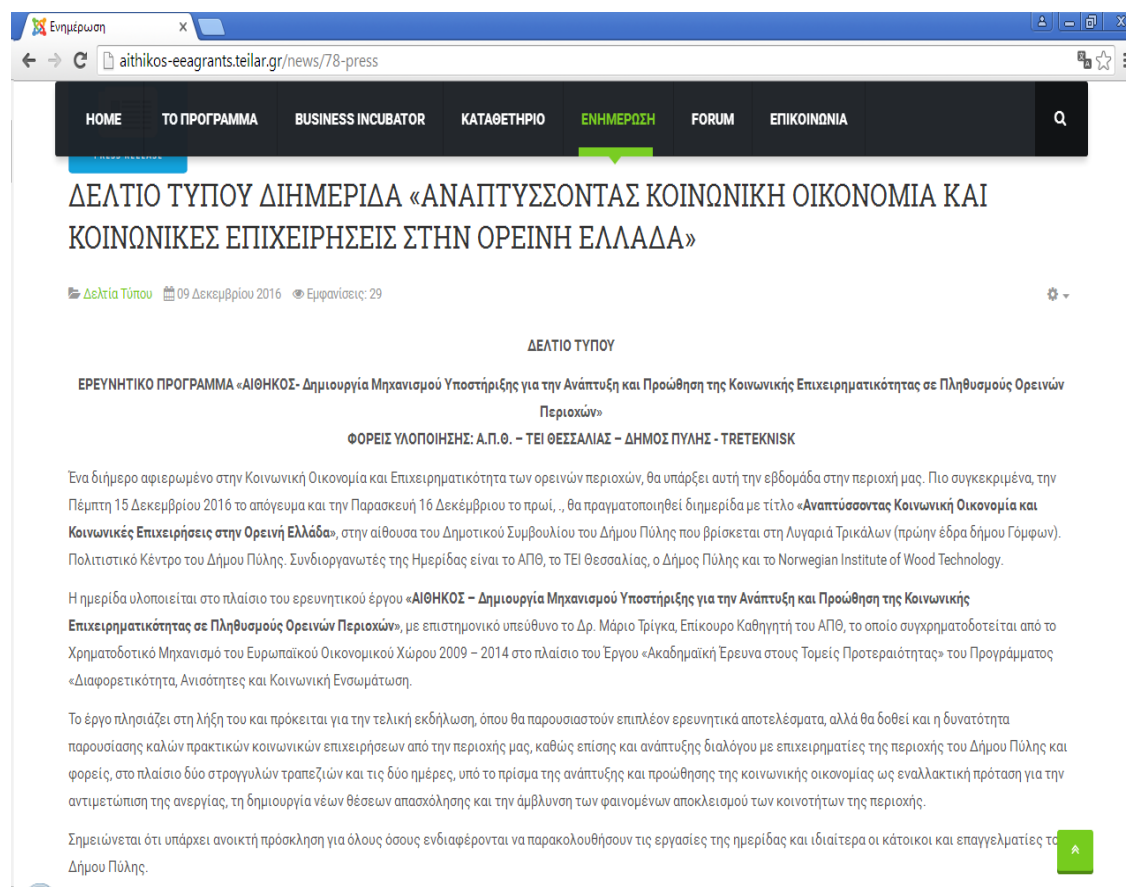 Ενημέρωση
aithikos-eeagrants.teilar.gr/news/78-press
HOME ΤΟ ΠΡΟΓΡΑΜΜΑ BUSINESS INCUBATOR ΚΑΤΑΘΕΤΗΡΙΟ ΕΝΗΜΕΡΩΣΗ FORUM ΕΠΙΚΟΙΝΩΝΙΑ
PRESS RELEASE
ΔΕΛΤΙΟ ΤΥΠΟΥ ΔΙΗΜΕΡΙΔΑ «ΑΝΑΠΤΥΣΣΟΝΤΑΣ ΚΟΙΝΩΝΙΚΗ ΟΙΚΟΝΟΜΙΑ ΚΑΙ
ΚΟΙΝΩΝΙΚΕΣ ΕΠΙΧΕΙΡΗΣΕΙΣ ΣΤΗΝ ΟΡΕΙΝΗ ΕΛΛΑΔΑ»
Δελτία Τύπου 09 Δεκεμβρίου 2016 Εμφανίσεις: 29
ΔΕΛΤΙΟ ΤΥΠΟΥ
ΕΡΕΥΝΗΤΙΚΟ ΠΡΟΓΡΑΜΜΑ «ΑΙΘΗΚΟΣ- Δημιουργία Μηχανισμού Υποστήριξης για την Ανάπτυξη και Προώθηση της Κοινωνικής Επιχειρηματικότητας σε Πληθυσμούς Ορεινών
Περιοχών»
ΦΟΡΕΙΣ ΥΛΟΠΟΙΗΣΗΣ: Α.Π.Θ. – ΤΕΙ ΘΕΣΣΑΛΙΑΣ – ΔΗΜΟΣ ΠΥΛΗΣ - TRETEKNISK
Ένα διήμερο αφιερωμένο στην Κοινωνική Οικονομία και Επιχειρηματικότητα των ορεινών περιοχών, θα υπάρξει αυτή την εβδομάδα στην περιοχή μας. Πιο συγκεκριμένα, την
Πέμπτη 15 Δεκεμβρίου 2016 το απόγευμα και την Παρασκευή 16 Δεκέμβριου το πρωί, ., θα πραγματοποιηθεί διημερίδα με τίτλο «Αναπτύσσοντας Κοινωνική Οικονομία και
Κοινωνικές Επιχειρήσεις στην Ορεινή Ελλάδα», στην αίθουσα του Δημοτικού Συμβουλίου του Δήμου Πύλης που βρίσκεται στη Λυγαριά Τρικάλων (πρώην έδρα δήμου Γόμφων).
Πολιτιστικό Κέντρο του Δήμου Πύλης. Συνδιοργανωτές της Ημερίδας είναι το ΑΠΘ, το ΤΕΙ Θεσσαλίας, ο Δήμος Πύλης και το Norwegian Institute of Wood Technology.
Η ημερίδα υλοποιείται στο πλαίσιο του ερευνητικού έργου «ΑΙΘΗΚΟΣ – Δημιουργία Μηχανισμού Υποστήριξης για την Ανάπτυξη και Προώθηση της Κοινωνικής
Επιχειρηματικότητας σε Πληθυσμούς Ορεινών Περιοχών», με επιστημονικό υπεύθυνο το Δρ. Μάριο Τρίγκα, Επίκουρο Καθηγητή του ΑΠΘ, το οποίο συγχρηματοδοτείται από το
Χρηματοδοτικό Μηχανισμό του Ευρωπαϊκού Οικονομικού Χώρου 2009 – 2014 στο πλαίσιο του Έργου «Ακαδημαϊκή Έρευνα στους Τομείς Προτεραιότητας» του Προγράμματος
«Διαφορετικότητα, Ανισότητες και Κοινωνική Ενσωμάτωση.
Το έργο πλησιάζει στη λήξη του και πρόκειται για την τελική εκδήλωση, όπου θα παρουσιαστούν επιπλέον ερευνητικά αποτελέσματα, αλλά θα δοθεί και η δυνατότητα
παρουσίασης καλών πρακτικών κοινωνικών επιχειρήσεων από την περιοχής μας, καθώς επίσης και ανάπτυξης διαλόγου με επιχειρηματίες της περιοχής του Δήμου Πύλης και
φορείς, στο πλαίσιο δύο στρογγυλών τραπεζιών και τις δύο ημέρες, υπό το πρίσμα της ανάπτυξης και προώθησης της κοινωνικής οικονομίας ως εναλλακτική πρόταση για την
αντιμετώπιση της ανεργίας, τη δημιουργία νέων θέσεων απασχόλησης και την άμβλυνση των φαινομένων αποκλεισμού των κοινοτήτων της περιοχής.
Σημειώνεται ότι υπάρχει ανοικτή πρόσκληση για όλους όσους ενδιαφέρονται να παρακολουθήσουν τις εργασίες της ημερίδας και ιδιαίτερα οι κάτοικοι και επαγγελματίες το
Δήμου Πύλης.